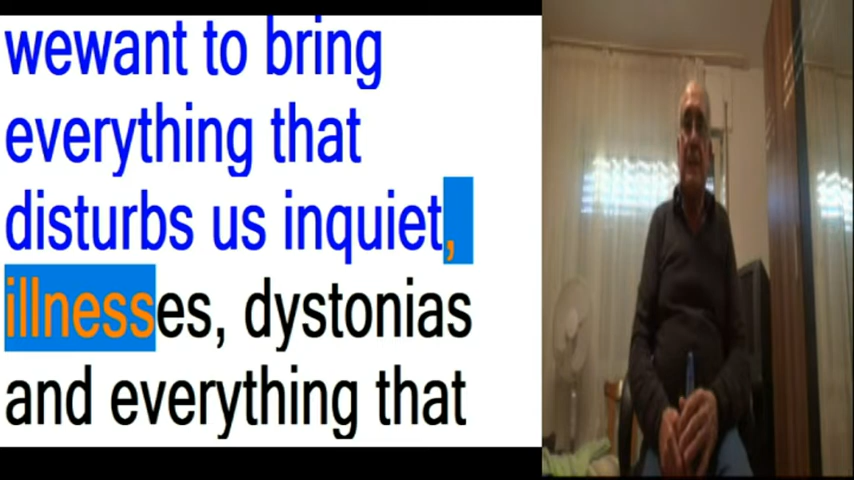 wewant to bring
everything that
disturbs us inquiet,
illnesses, dystonias
and everything that